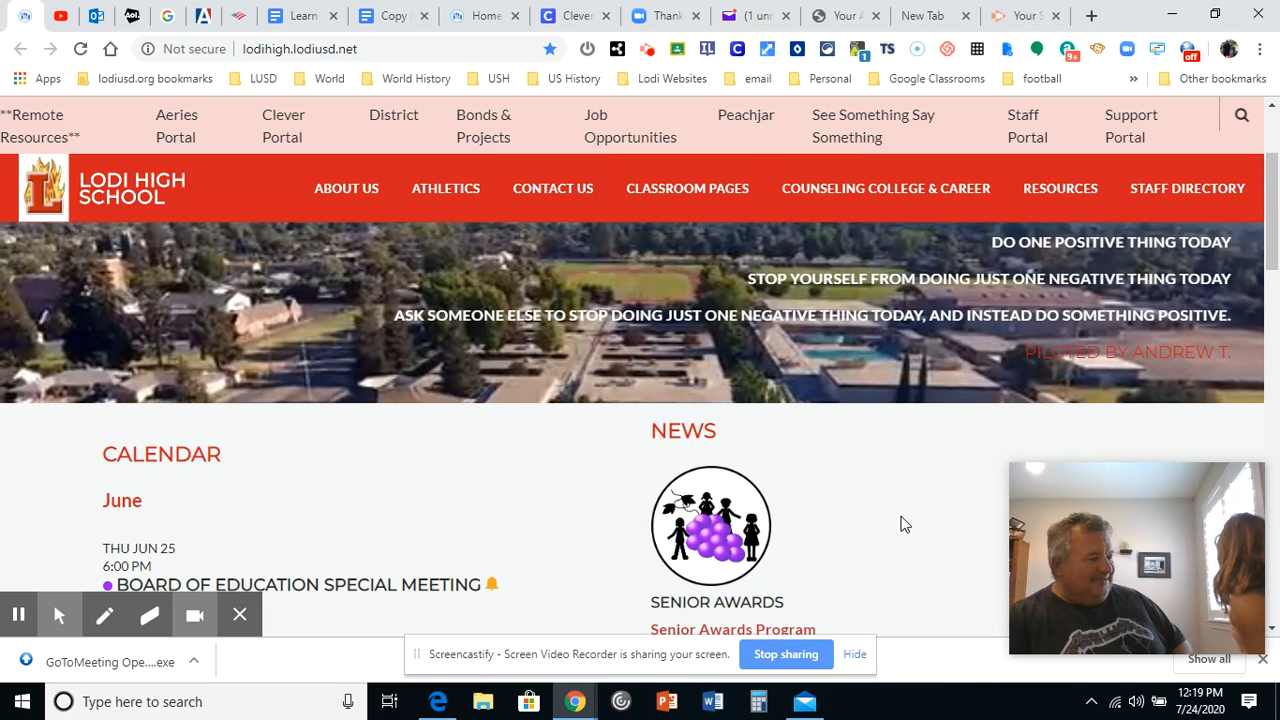 Learn
Copy
Home
Clever
Thank
(1 un
Your
New Tab
Your S
Not secure
lodihigh.lodiusd.net
TS
1
9+
off
Apps
lodiusd.org bookmarks
LUSD
World
World History
USH
US History
Lodi Websites
email
Personal
Google Classrooms
football
»
Other bookmarks
**Remote Resources**
Aeries Portal
Clever Portal
District
Bonds & Projects
Job Opportunities
Peachjar
See Something Say Something
Staff Portal
Support Portal
L
LODI HIGH
SCHOOL
ABOUT US
ATHLETICS
CONTACT US
CLASSROOM PAGES
COUNSELING COLLEGE & CAREER
RESOURCES
STAFF DIRECTORY
DO ONE POSITIVE THING TODAY
STOP YOURSELF FROM DOING JUST ONE NEGATIVE THING TODAY
ASK SOMEONE ELSE TO STOP DOING JUST ONE NEGATIVE THING TODAY, AND INSTEAD DO SOMETHING POSITIVE.
PILOTED BY ANDREW T.
CALENDAR
June
THU JUN 25
6:00 PM
BOARD OF EDUCATION SPECIAL MEETING
NEWS
SENIOR AWARDS
Senior Awards Program
Screencastify - Screen Video Recorder is sharing your screen.
Stop sharing
Hide
GoToMeeting Ope....exe
Show all
Type here to search
12:19 PM
7/24/2020